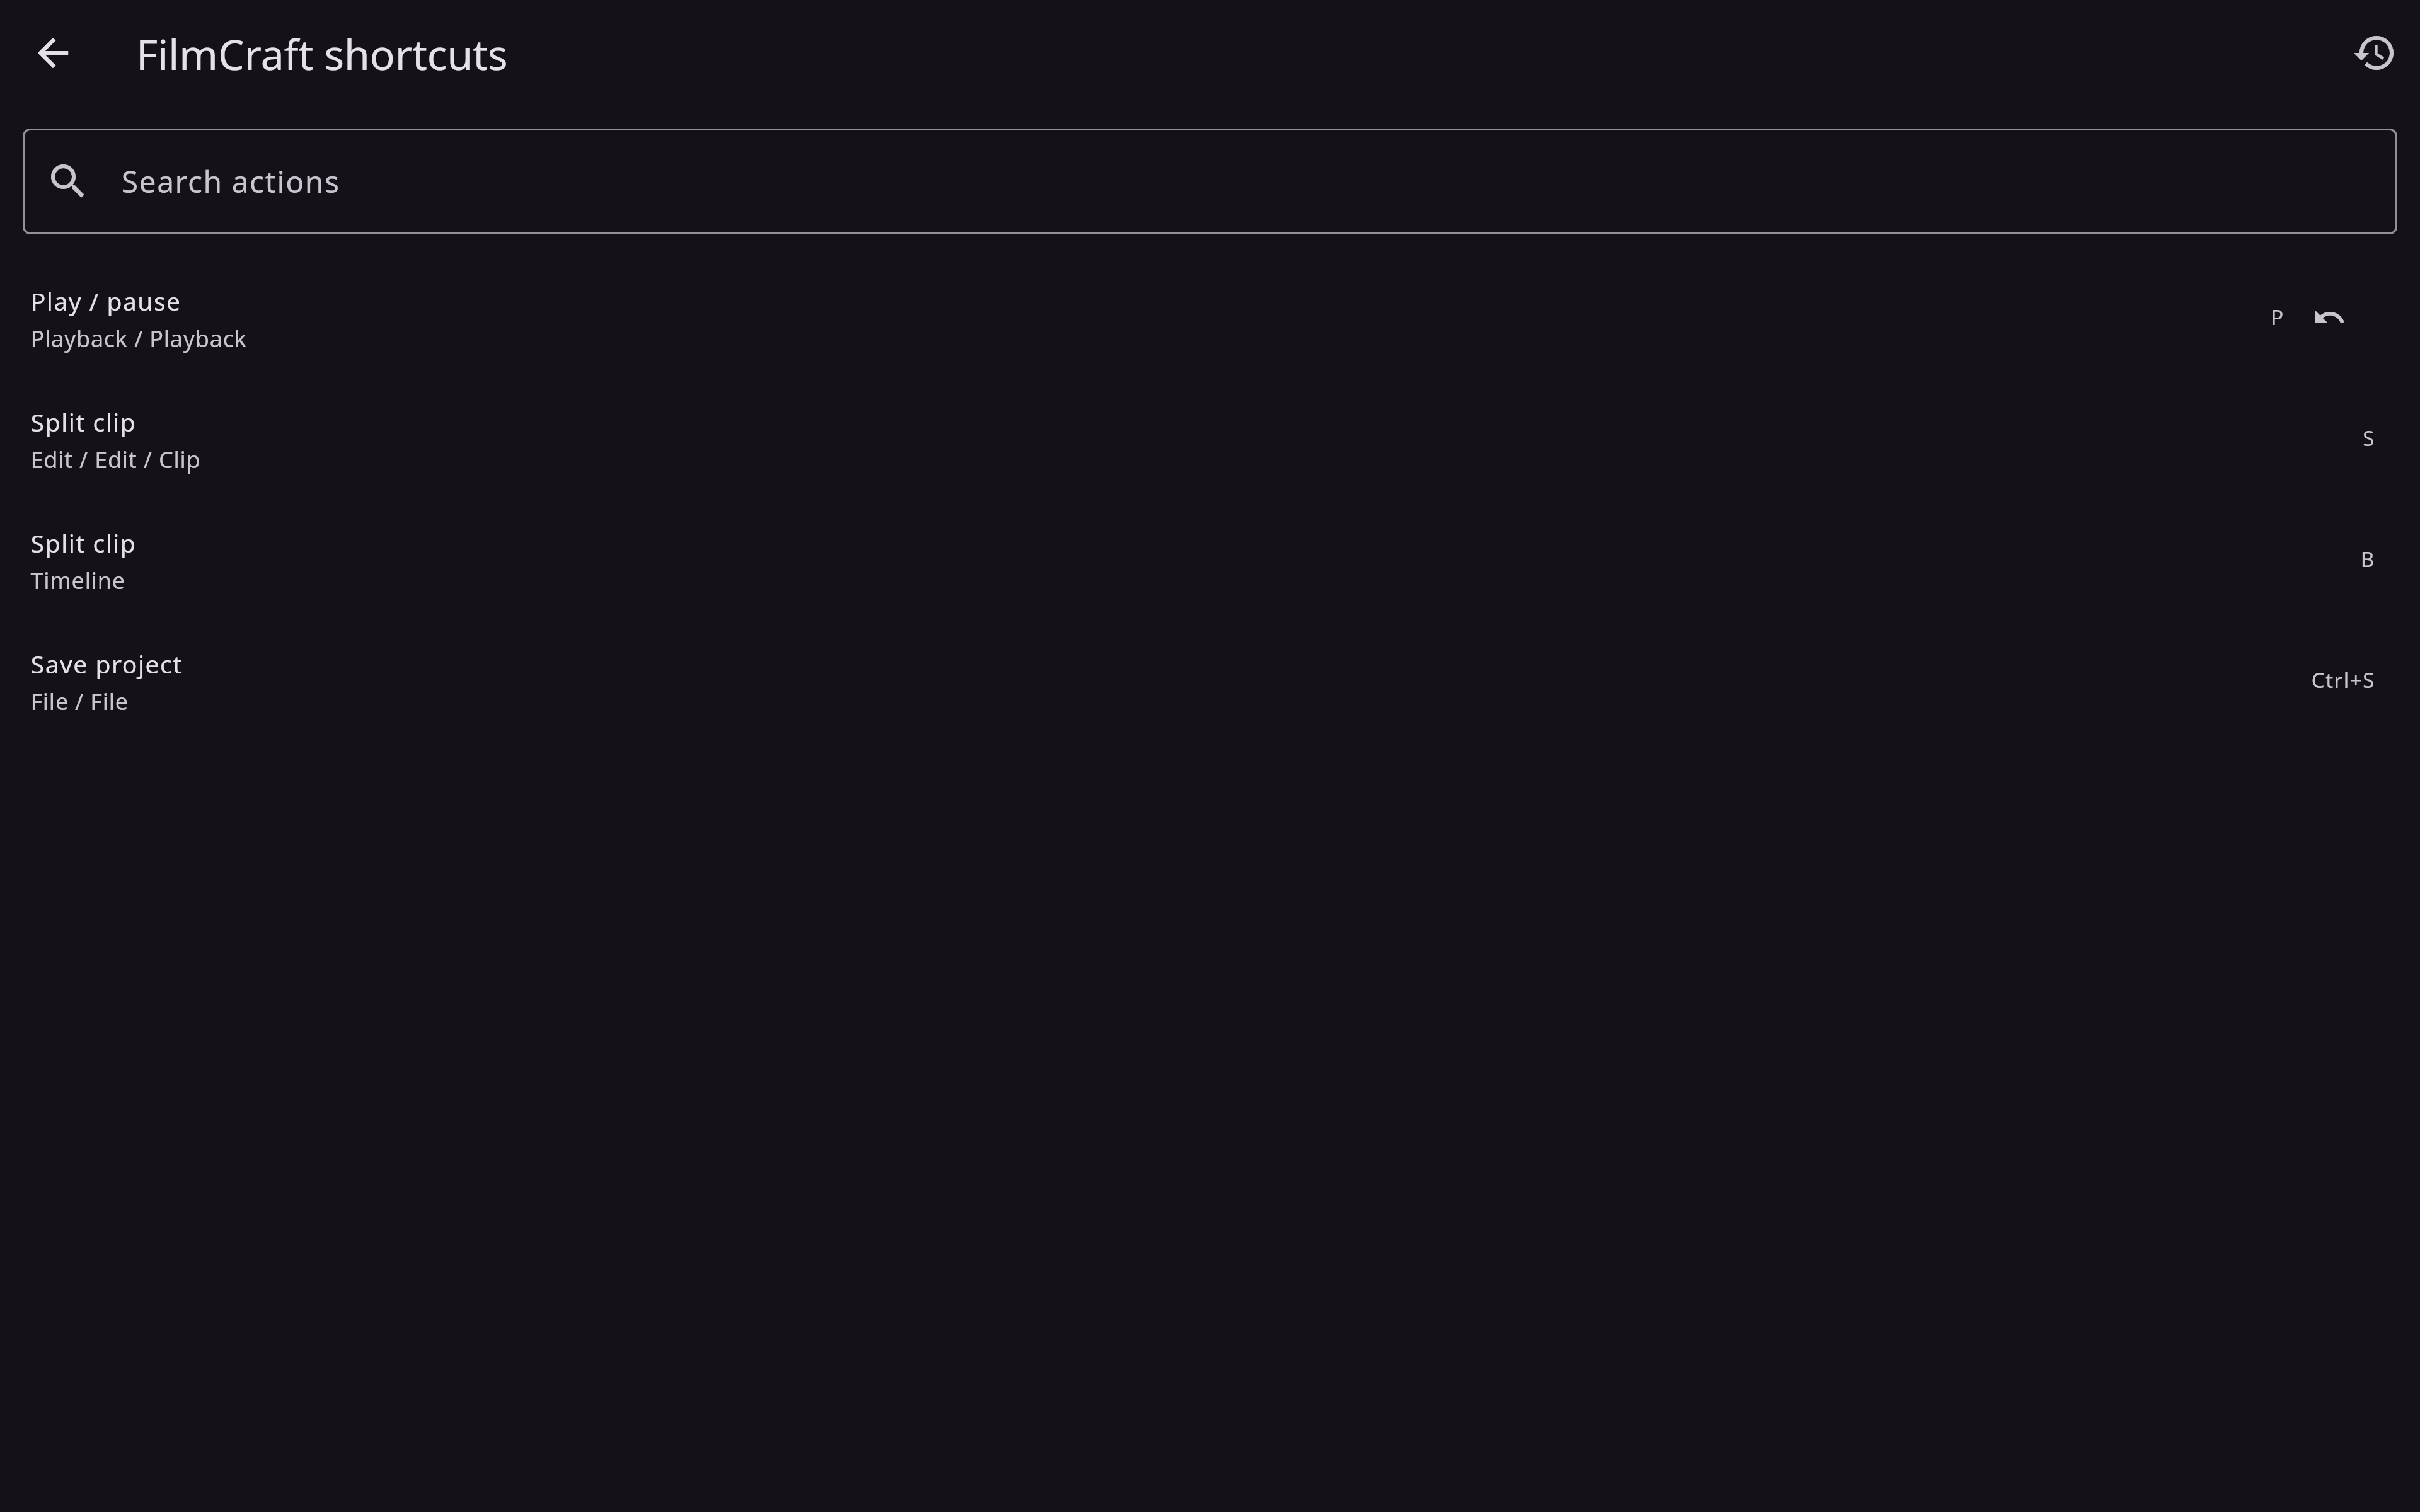 FilmCraft shortcuts
Search actions
Play / pause
Playback / Playback
P
Split clip
Edit / Edit / Clip
S
Split clip
Timeline
B
Save project
File / File
Ctrl+S